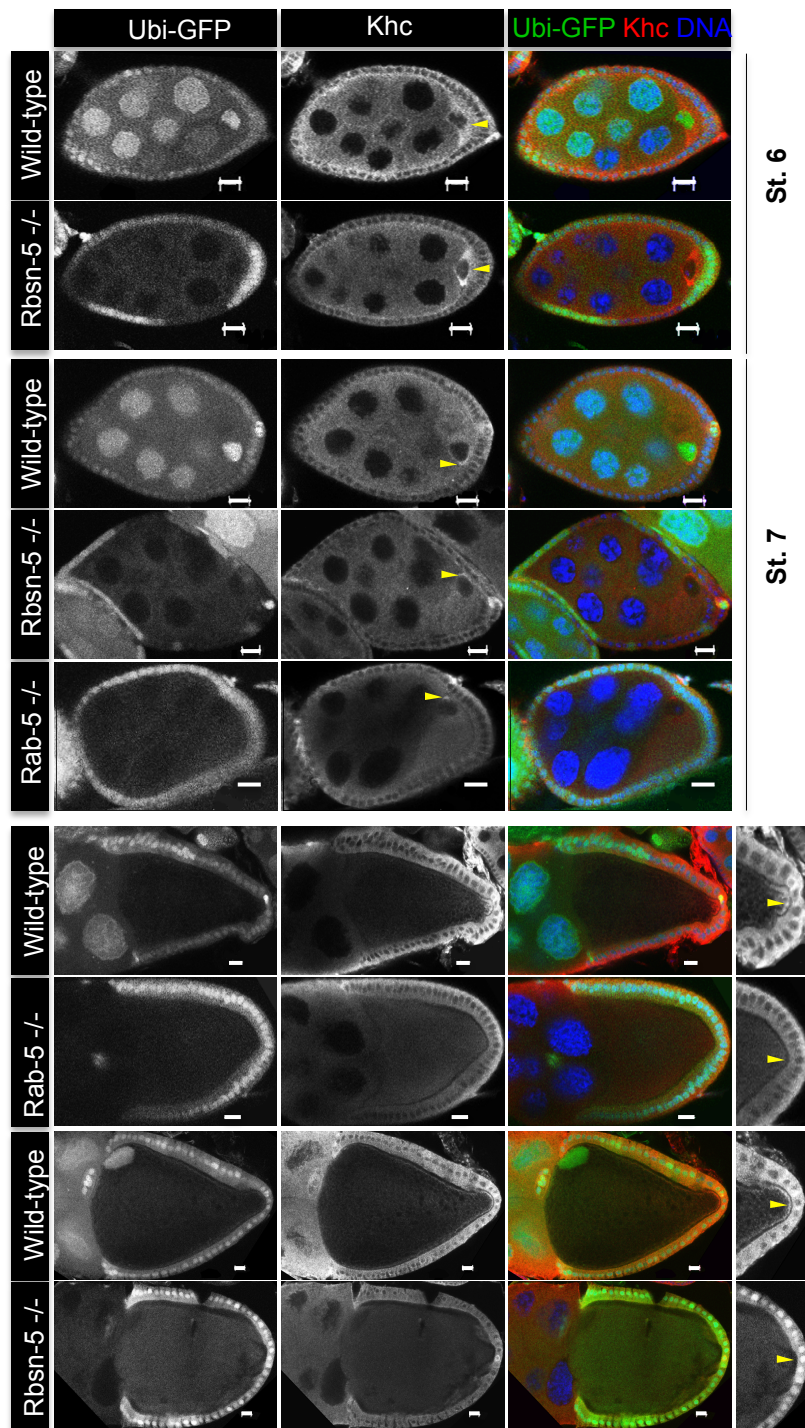 Ubi-GFP
Khc
Ubi-GFP Khc DNA
Wild-type
Rbsn-5 -/-
St. 6
Wild-type
Rbsn-5 -/-
Rab-5 -/-
St. 7
Wild-type
Rab-5 -/-
Wild-type
Rbsn-5 -/-